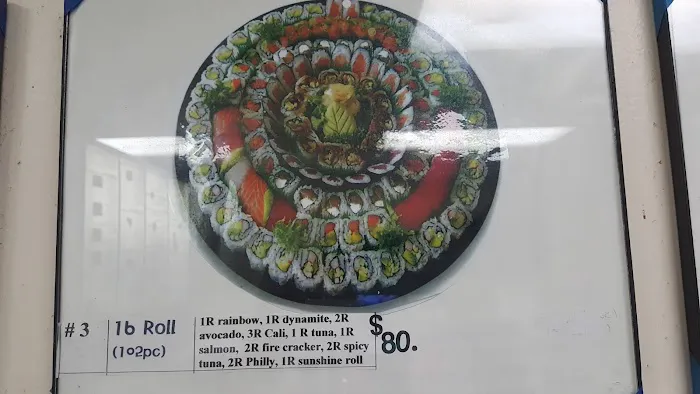 # 3
16 Roll
(102pc)
1R rainbow, 1R dynamite, 2R
avocado, 3R Cali, 1 R tuna, 1R
salmon, 2R fire cracker, 2R spicy
tuna, 2R Philly, 1R sunshine roll
$80.